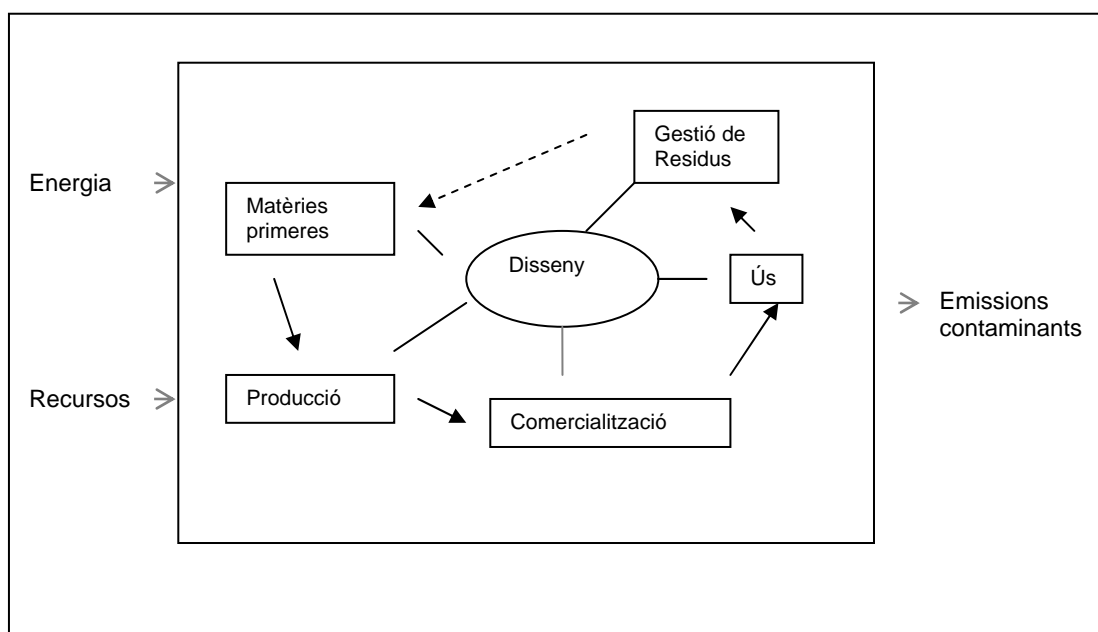 Gestió de
Residus
Energia
Matèries
primeres
Disseny
Ús
Emissions
contaminants
Recursos
Producció
Comercialització